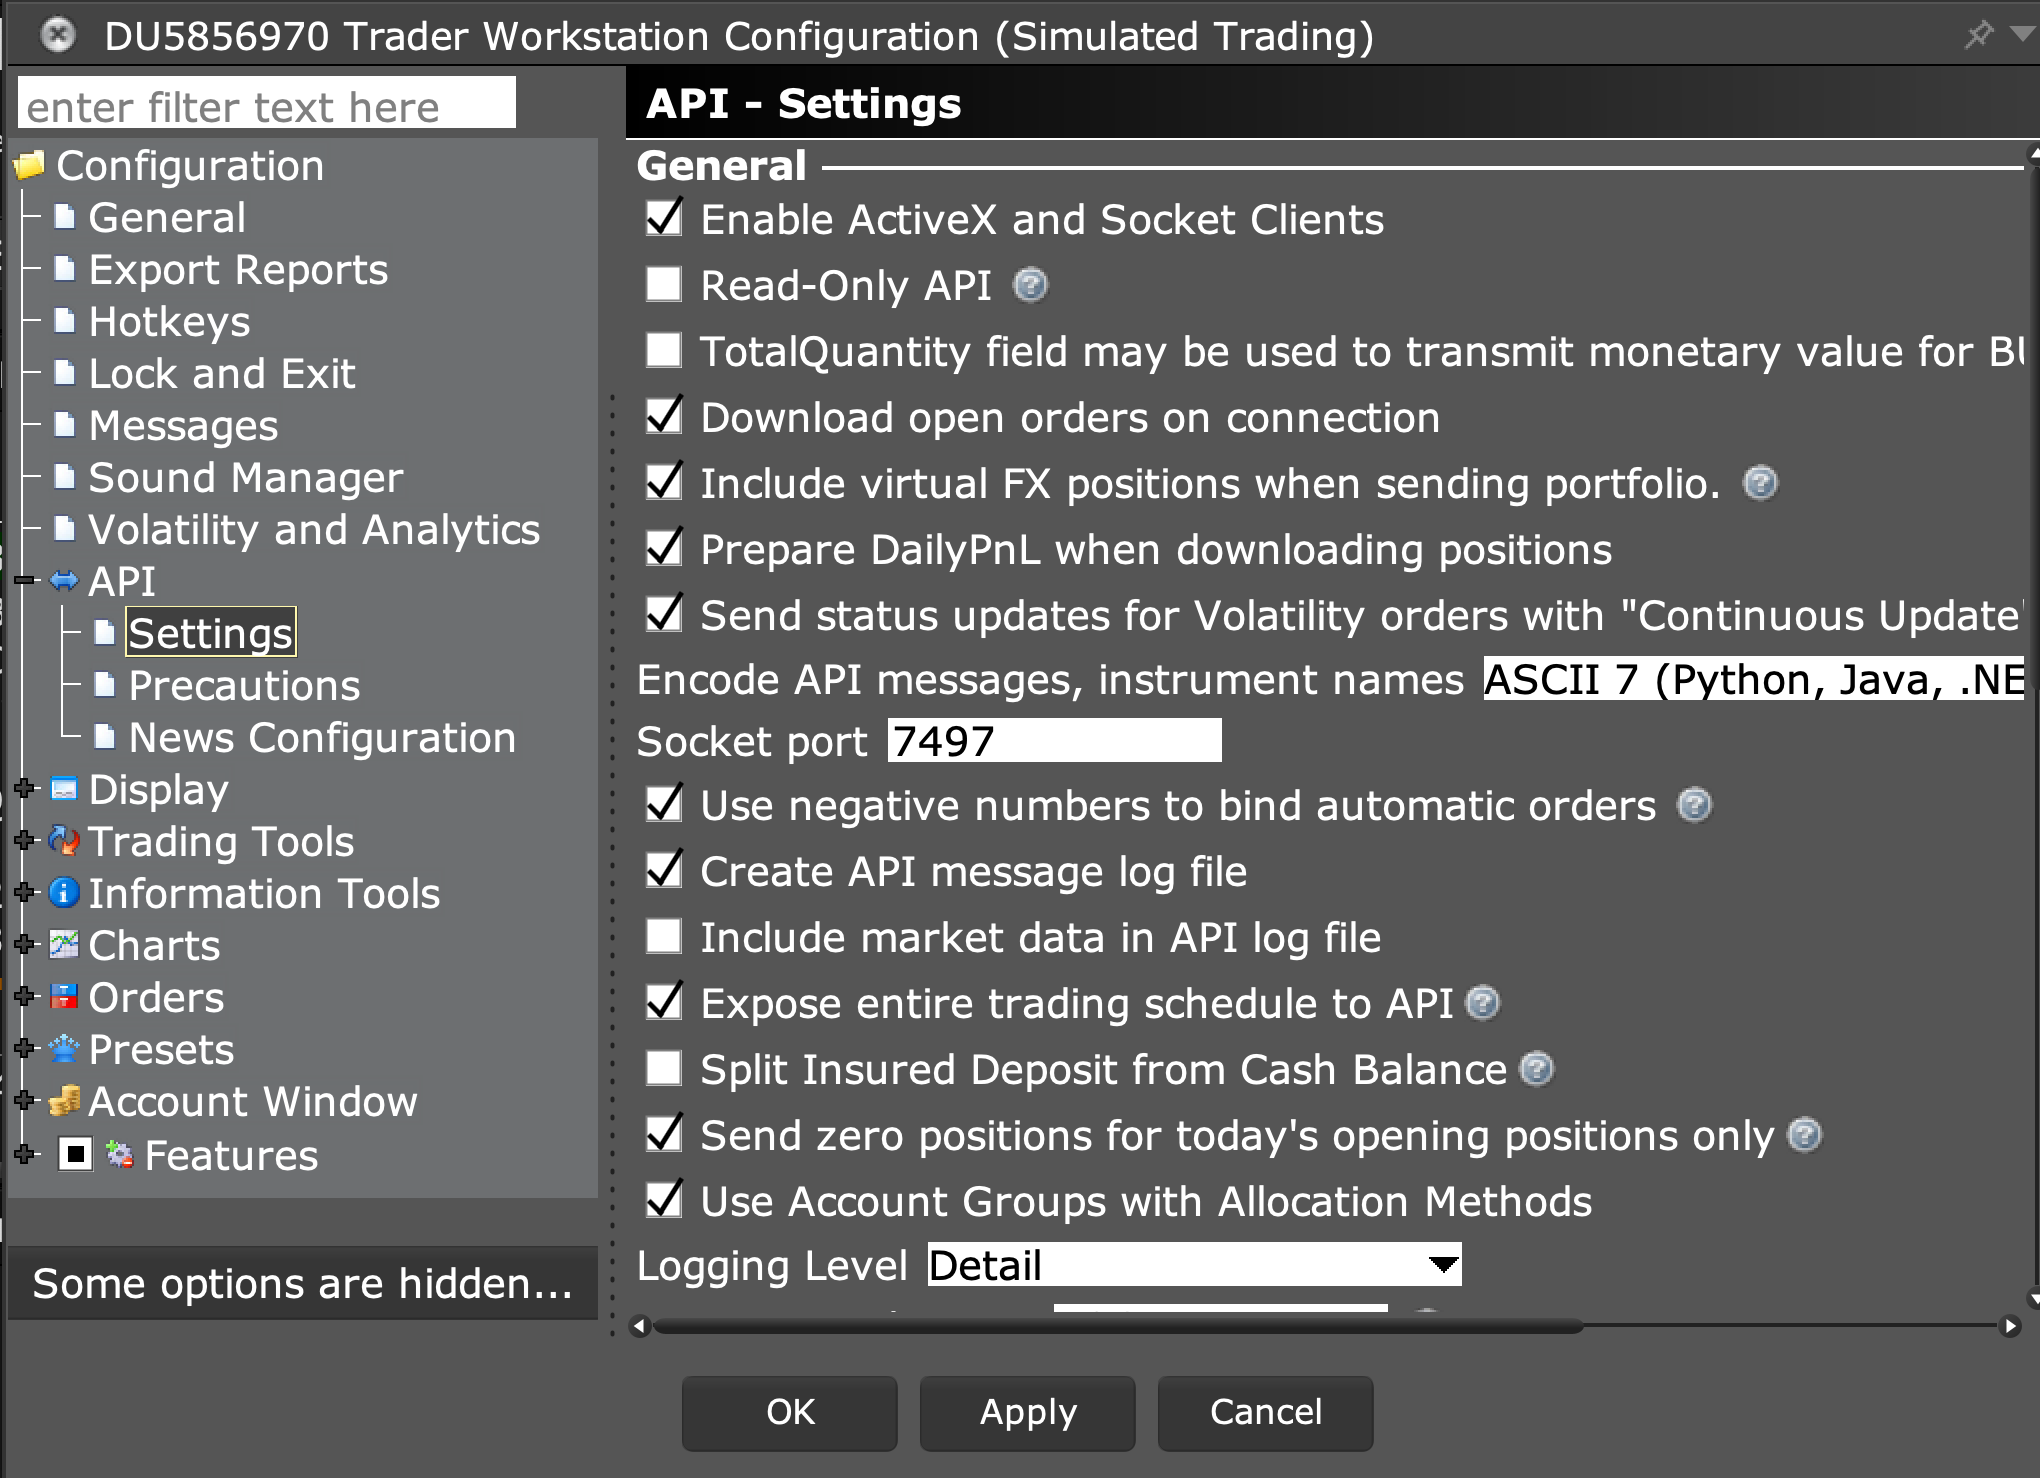 DU5856970 Trader Workstation Configuration (Simulated Trading)
enter filter text here
Configuration
General
Export Reports
Hotkeys
Lock and Exit
Messages
Sound Manager
Volatility and Analytics
API
Settings
Precautions
News Configuration
Display
Trading Tools
Information Tools
Charts
Orders
Presets
Account Window
Features
Some options are hidden...
API - Settings
General
Enable ActiveX and Socket Clients
Read-Only API
TotalQuantity field may be used to transmit monetary value for
Download open orders on connection
Include virtual FX positions when sending portfolio.
Prepare DailyPnL when downloading positions
Send status updates for Volatility orders with "Continuous Update"
Encode API messages, instrument names ASCII 7 (Python, Java,
Socket port 7497
Use negative numbers to bind automatic orders
Create API message log file
Include market data in API log file
Expose entire trading schedule to API
Split Insured Deposit from Cash Balance
Send zero positions for today's opening positions only
Use Account Groups with Allocation Methods
Logging Level Detail
OK Apply Cancel